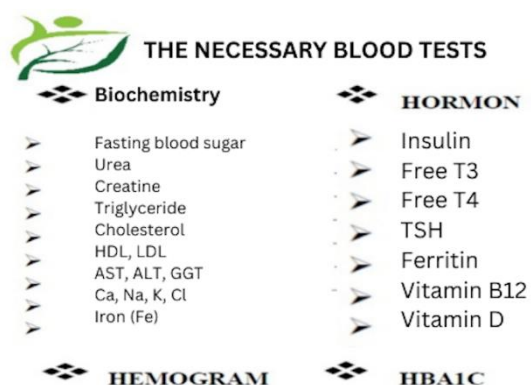 THE NECESSARY BLOOD TESTS
Biochemistry
Fasting blood sugar
Urea
Creatine
Triglyceride
Cholesterol
HDL, LDL
AST, ALT, GGT
Ca, Na, K, Cl
Iron (Fe)
HORMON
Insulin
Free T3
Free T4
TSH
Ferritin
Vitamin B12
Vitamin D
HEMOGRAM
HBA1C